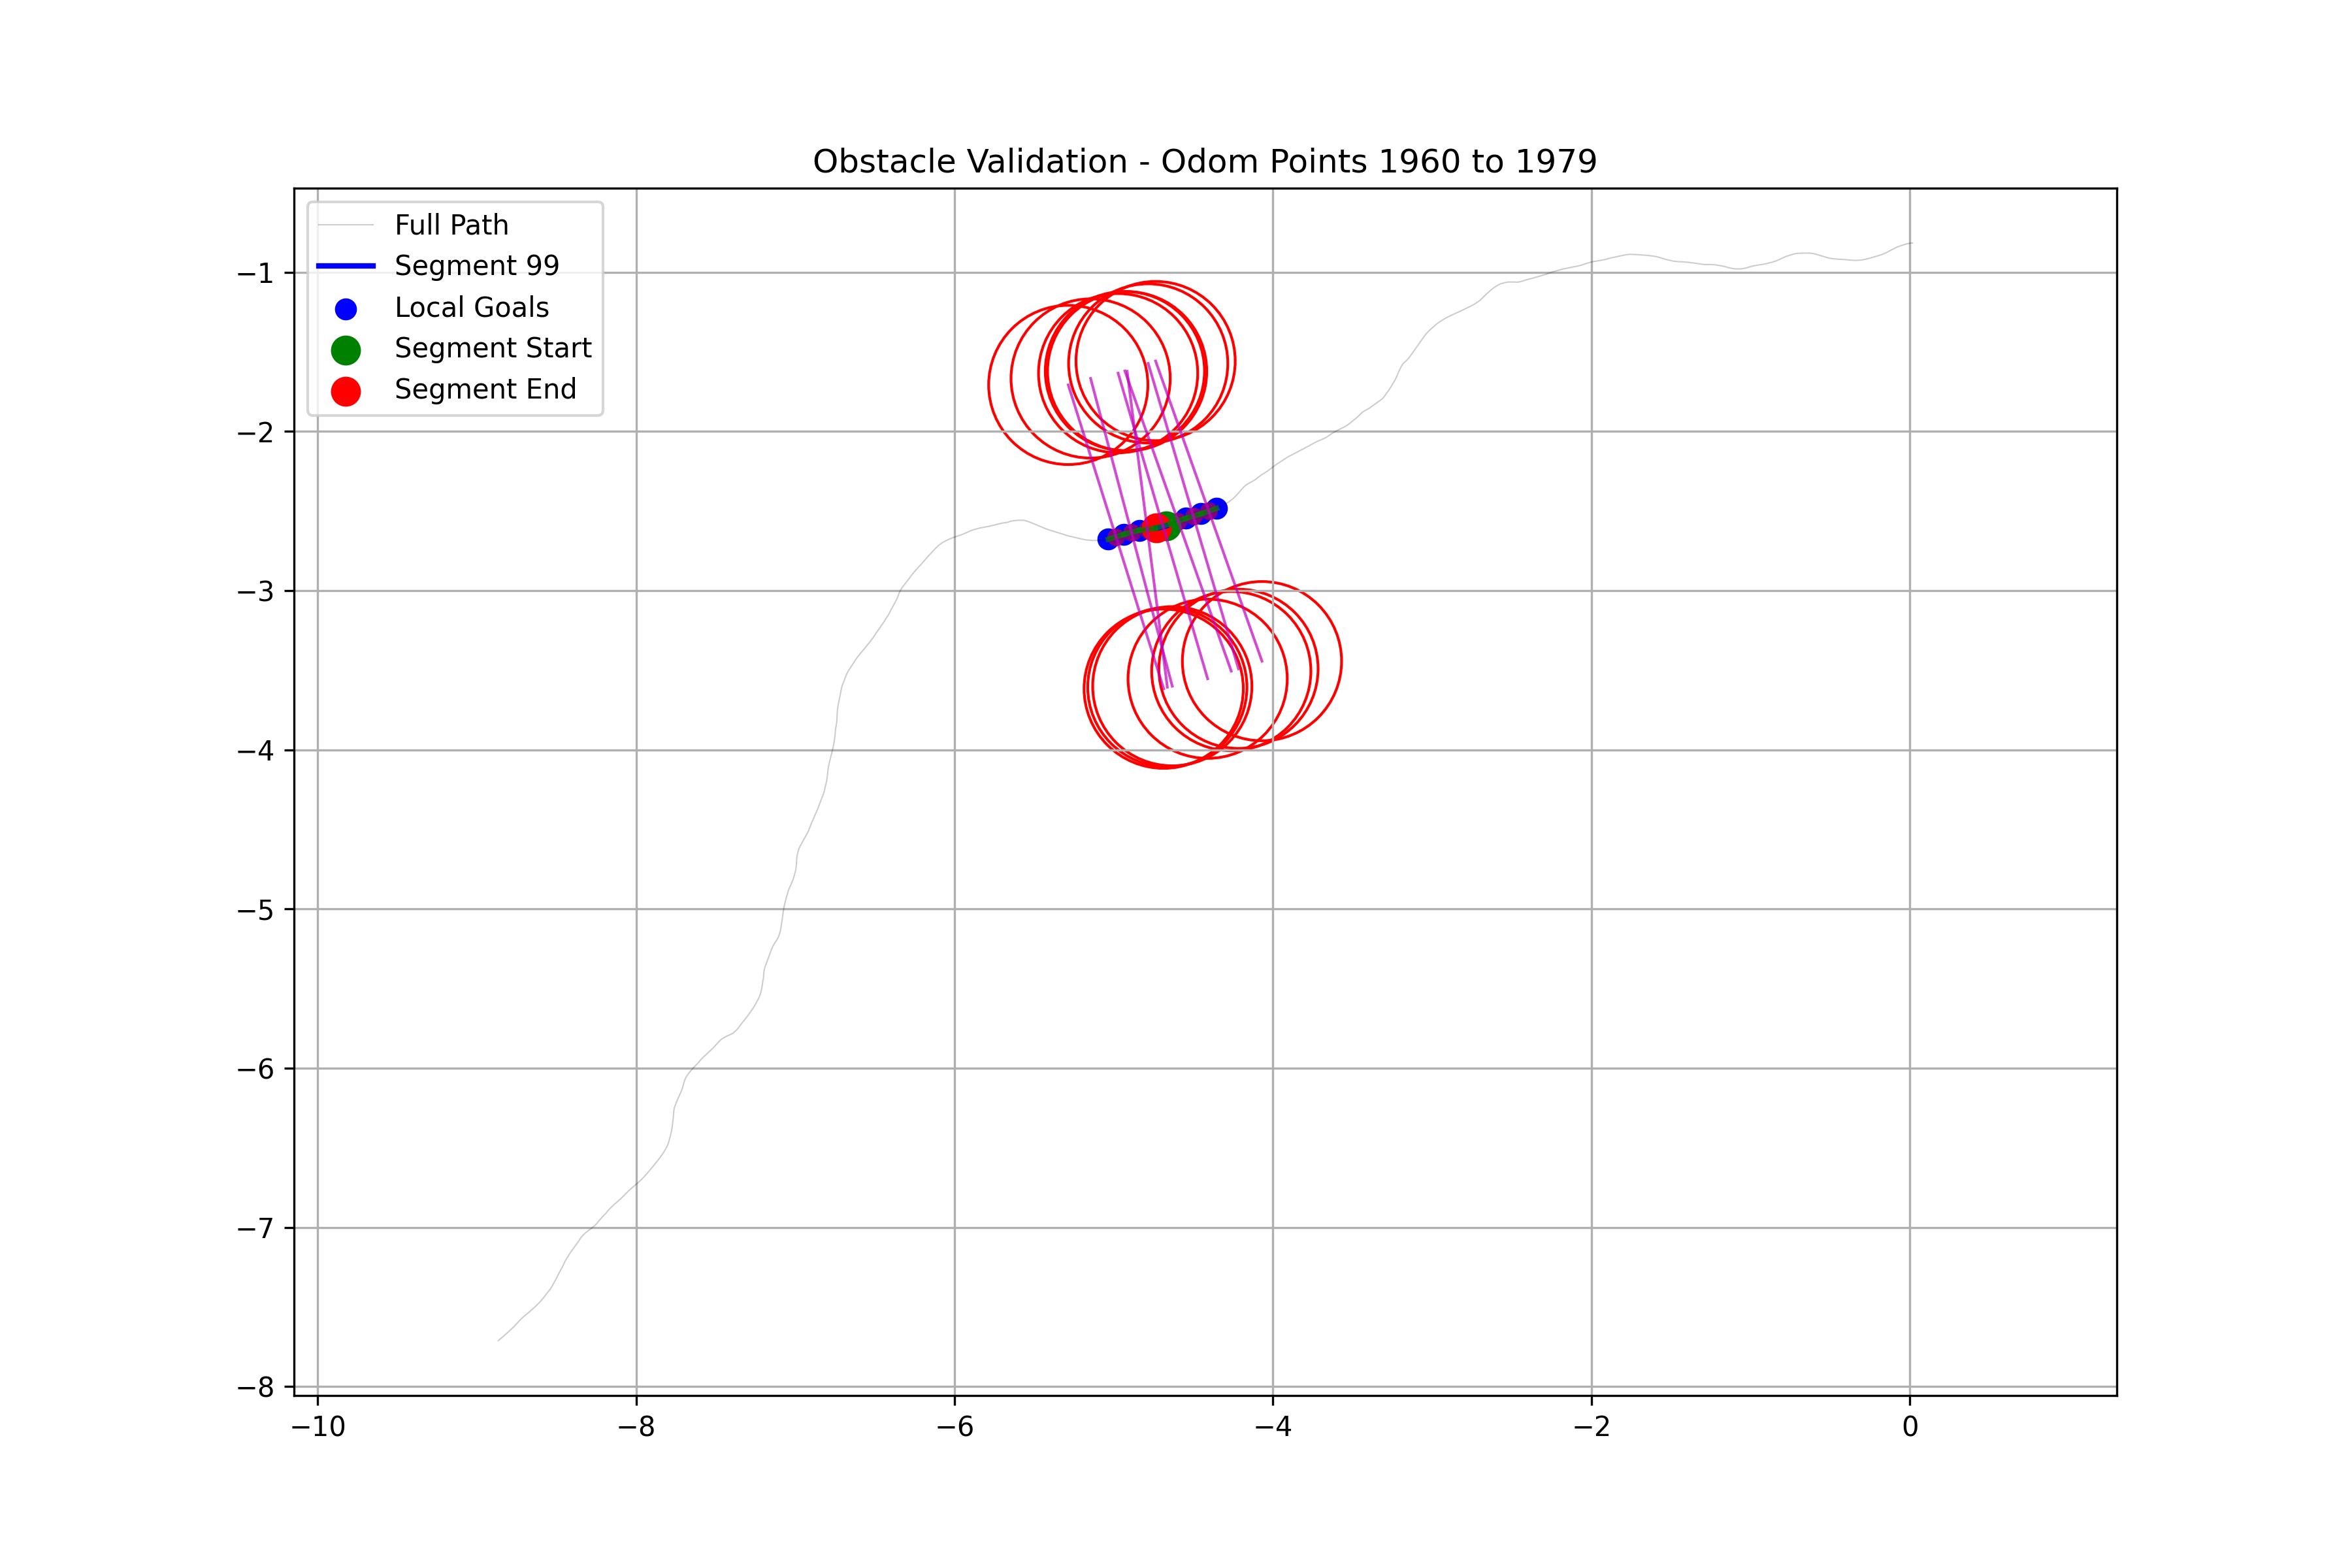 Obstacle Validation - Odom Points 1960 to 1979
Full Path
Segment 99
Local Goals
Segment Start
Segment End
−1
−2
−3
−4
−5
−6
−7
−8
−10
−8
−6
−4
−2
0